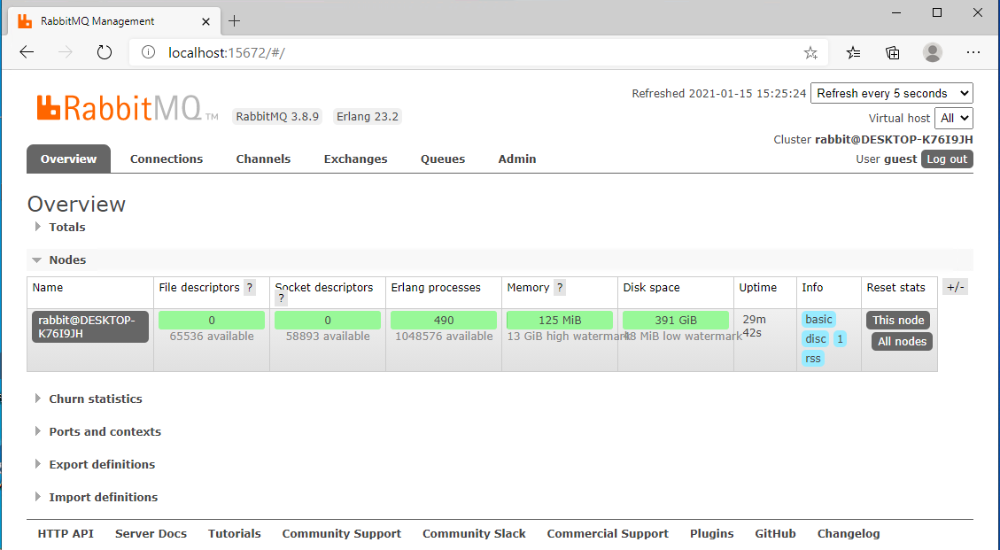 RabbitMQ Management
localhost:15672/#/
Refreshed 2021-01-15 15:25:24 Refresh every 5 seconds
RabbitMQ TM RabbitMQ 3.8.9 Erlang 23.2
Virtual host All
Cluster rabbit@DESKTOP-K76I9JH
User guest Log out
Overview Connections Channels Exchanges Queues Admin
Overview
Totals
Nodes
Name File descriptors ? Socket descriptors ? Erlang processes Memory ? Disk space Uptime Info Reset stats +/-
rabbit@DESKTOP-K76I9JH 0 0 490 125 MiB 391 GiB 29m 42s basic This node
65536 available 58893 available 1048576 available 13 GiB high watermark 48 MiB low watermark disc 1 All nodes
rss
Churn statistics
Ports and contexts
Export definitions
Import definitions
HTTP API Server Docs Tutorials Community Support Community Slack Commercial Support Plugins GitHub Changelog